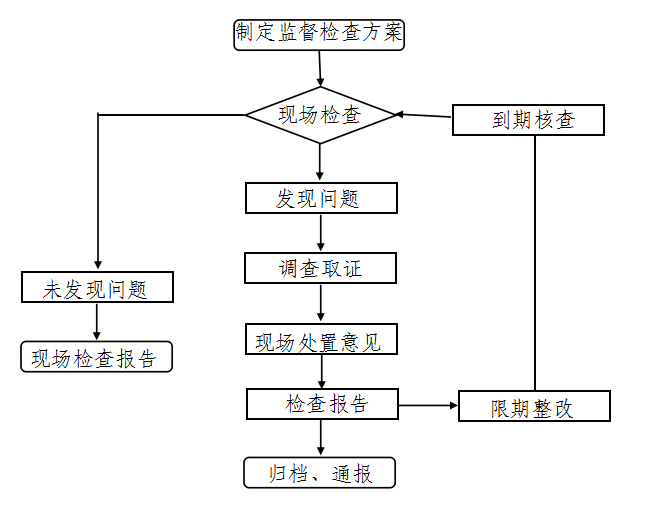 制定监督检查方案
现场检查
到期核查
发现问题
调查取证
未发现问题
现场处置意见
现场检查报告
检查报告
限期整改
归档、通报